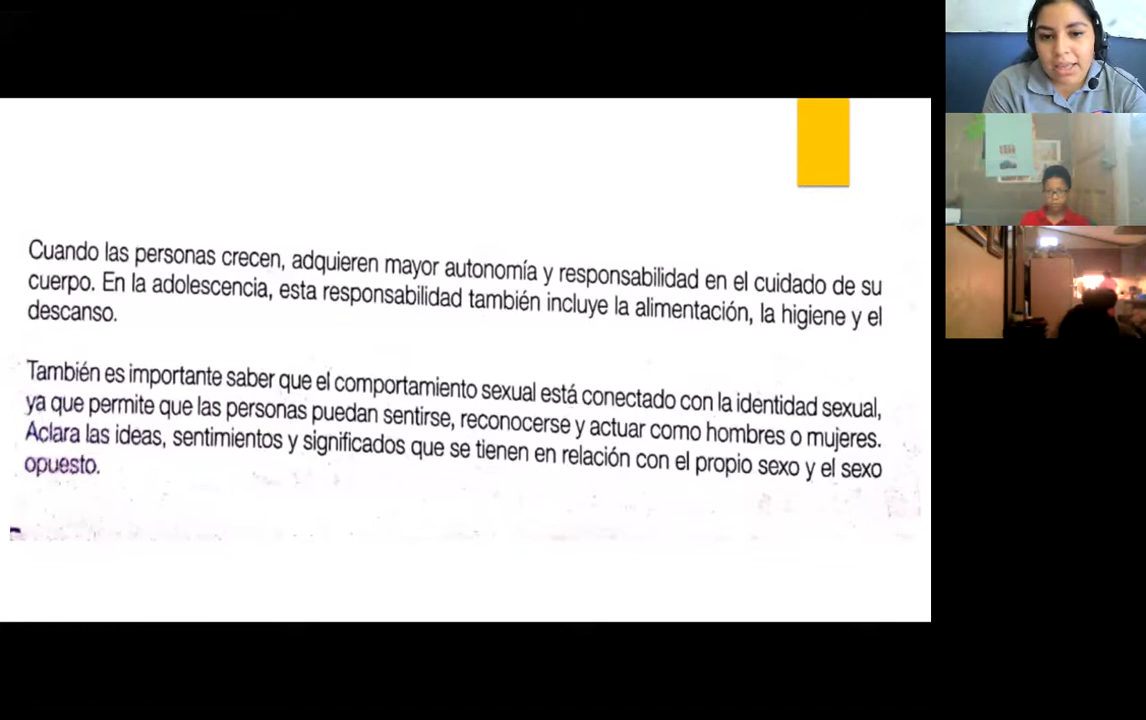 Cuando las personas crecen, adquieren mayor autonomía y responsabilidad en el cuidado de su
cuerpo. En la adolescencia, esta responsabilidad también incluye la alimentación, la higiene y el
descanso.
También es importante saber que el comportamiento sexual está conectado con la identidad sexual,
ya que permite que las personas puedan sentirse, reconocerse y actuar como hombres o mujeres.
Aclara las ideas, sentimientos y significados que se tienen en relación con el propio sexo y el sexo
opuesto.